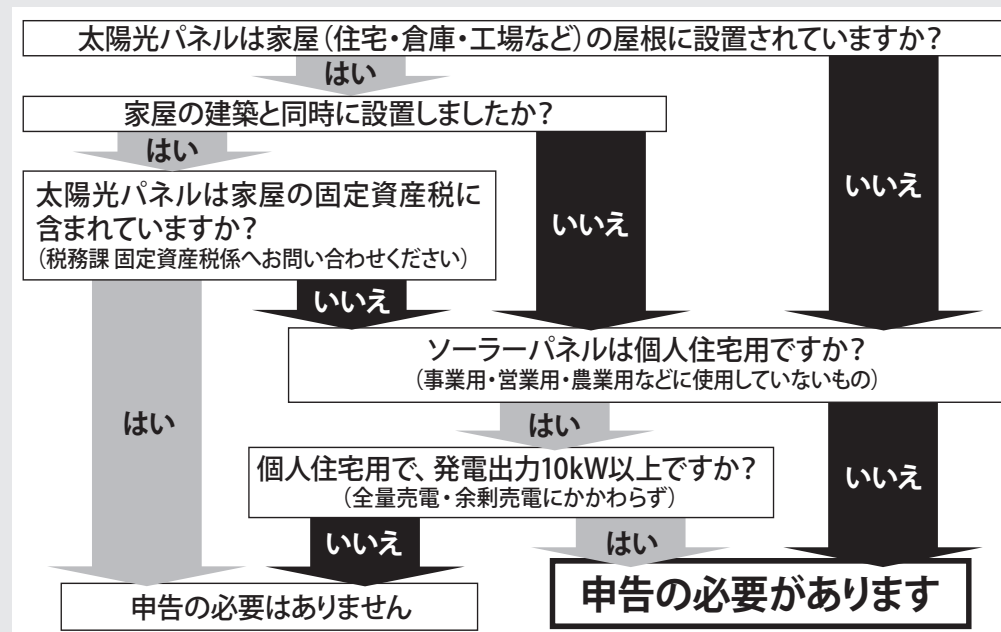 太陽光パネルは家屋（住宅・倉庫・工場など）の屋根に設置されていますか？
はい
家屋の建築と同時に設置しましたか？
はい
太陽光パネルは家屋の固定資産税に
含まれていますか？
（税務課 固定資産税係へお問い合わせください）
いいえ
いいえ
いいえ
ソーラーパネルは個人住宅用ですか？
（事業用・営業用・農業用などに使用していないもの）
はい
はい
個人住宅用で、発電出力10kW以上ですか？
（全量売電・余剰売電にかかわらず）
いいえ
いいえ
はい
申告の必要はありません
申告の必要があります